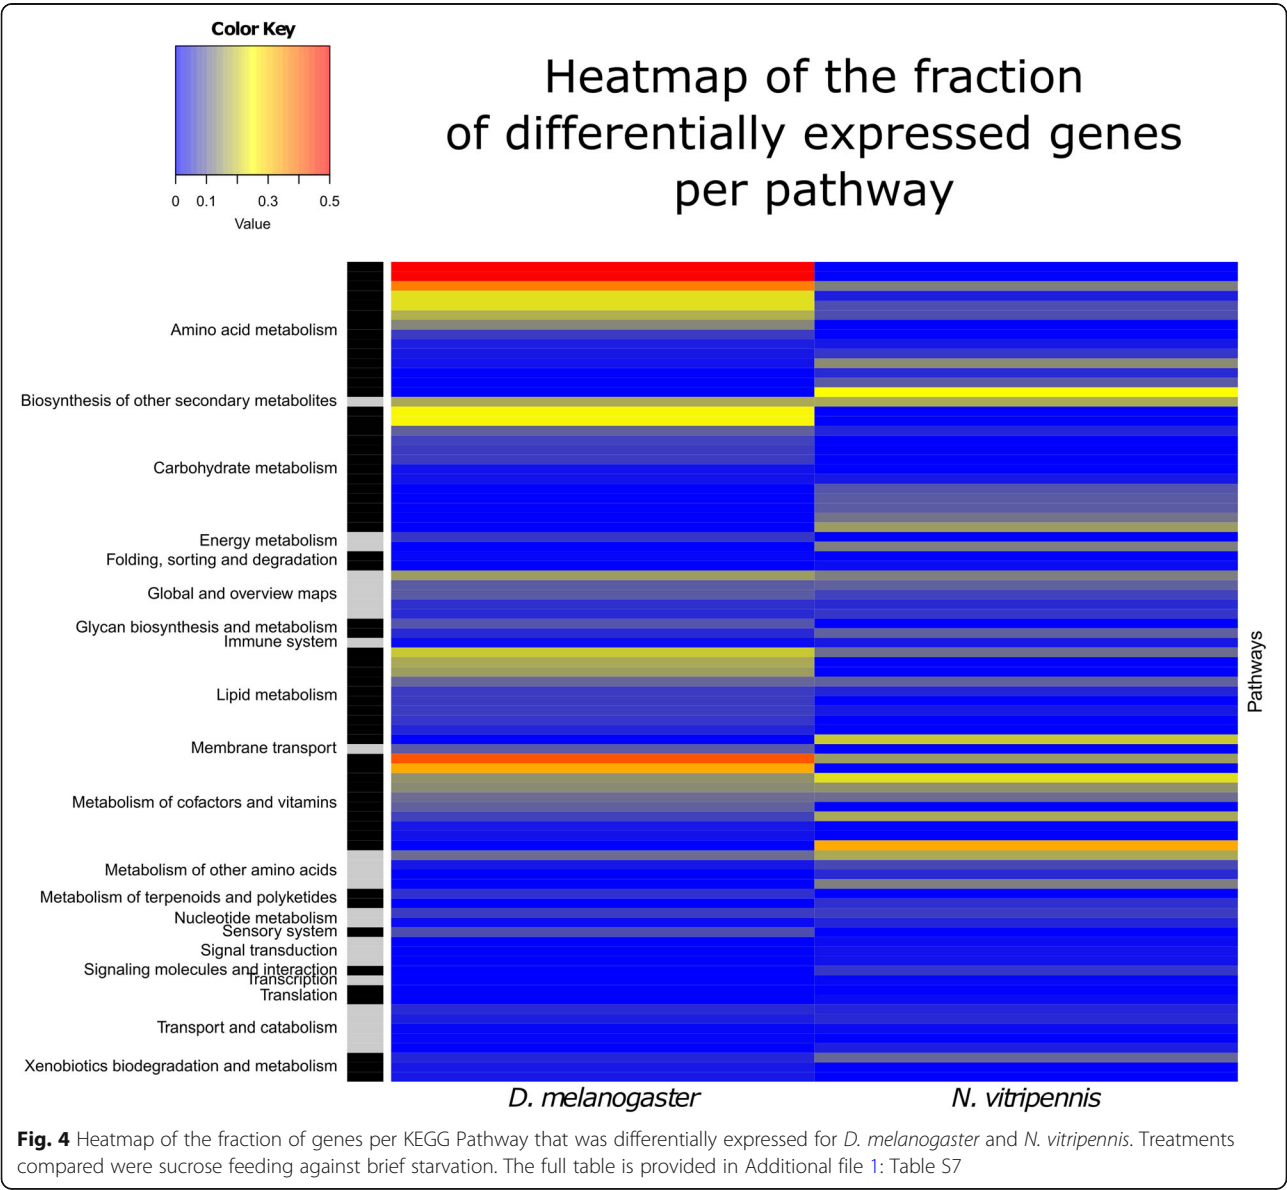 Color Key
0 0.1 0.3 0.5
Value
Heatmap of the fraction
of differentially expressed genes
per pathway
Amino acid metabolism
Biosynthesis of other secondary metabolites
Carbohydrate metabolism
Energy metabolism
Folding, sorting and degradation
Global and overview maps
Glycan biosynthesis and metabolism
Immune system
Lipid metabolism
Membrane transport
Metabolism of cofactors and vitamins
Metabolism of other amino acids
Metabolism of terpenoids and polyketides
Nucleotide metabolism
Sensory system
Signal transduction
Signaling molecules and interaction
Transcription
Translation
Transport and catabolism
Xenobiotics biodegradation and metabolism
Pathways
D. melanogaster N. vitripennis
Fig. 4 Heatmap of the fraction of genes per KEGG Pathway that was differentially expressed for D. melanogaster and N. vitripennis. Treatments
compared were sucrose feeding against brief starvation. The full table is provided in Additional file 1: Table S7